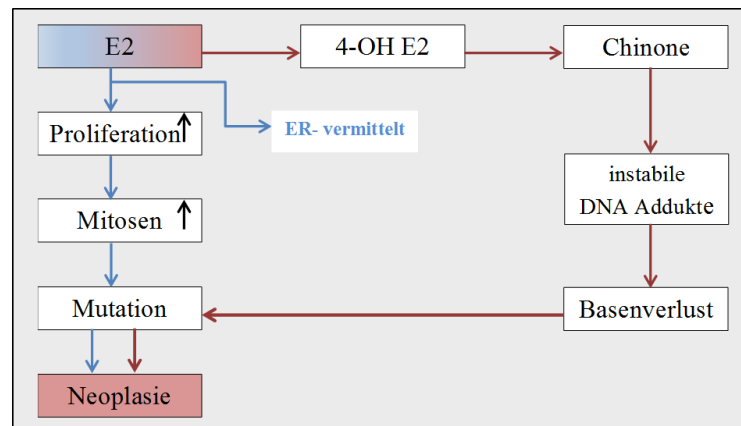 E2
4-OH E2
Chinone
Proliferation
ER- vermittelt
Mitosen
instabile
DNA Addukte
Mutation
Basenverlust
Neoplasie